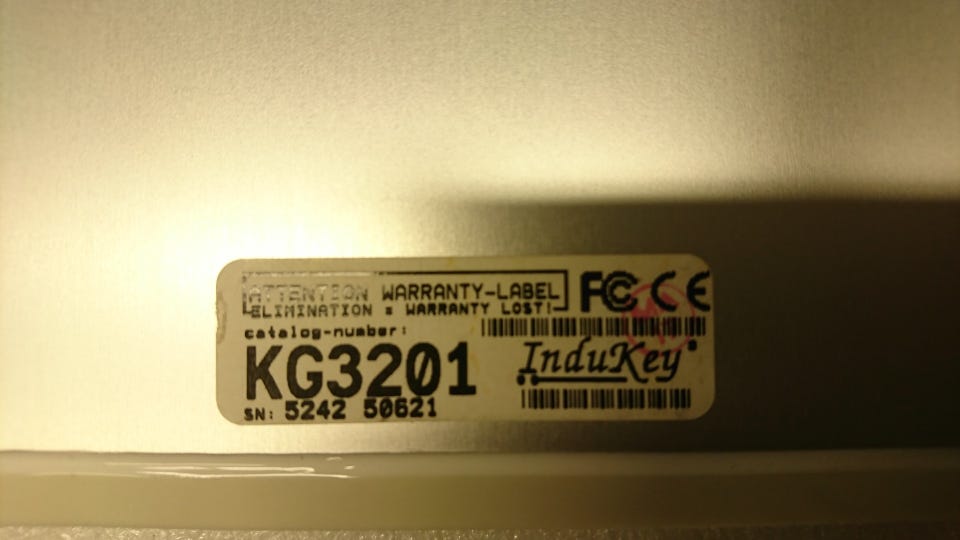 ATTENTION WARRANTY-LABEL
ELIMINATION = WARRANTY LOST!
FC CE
catalog-number:
KG3201
InduKey
SN: 5242 50621